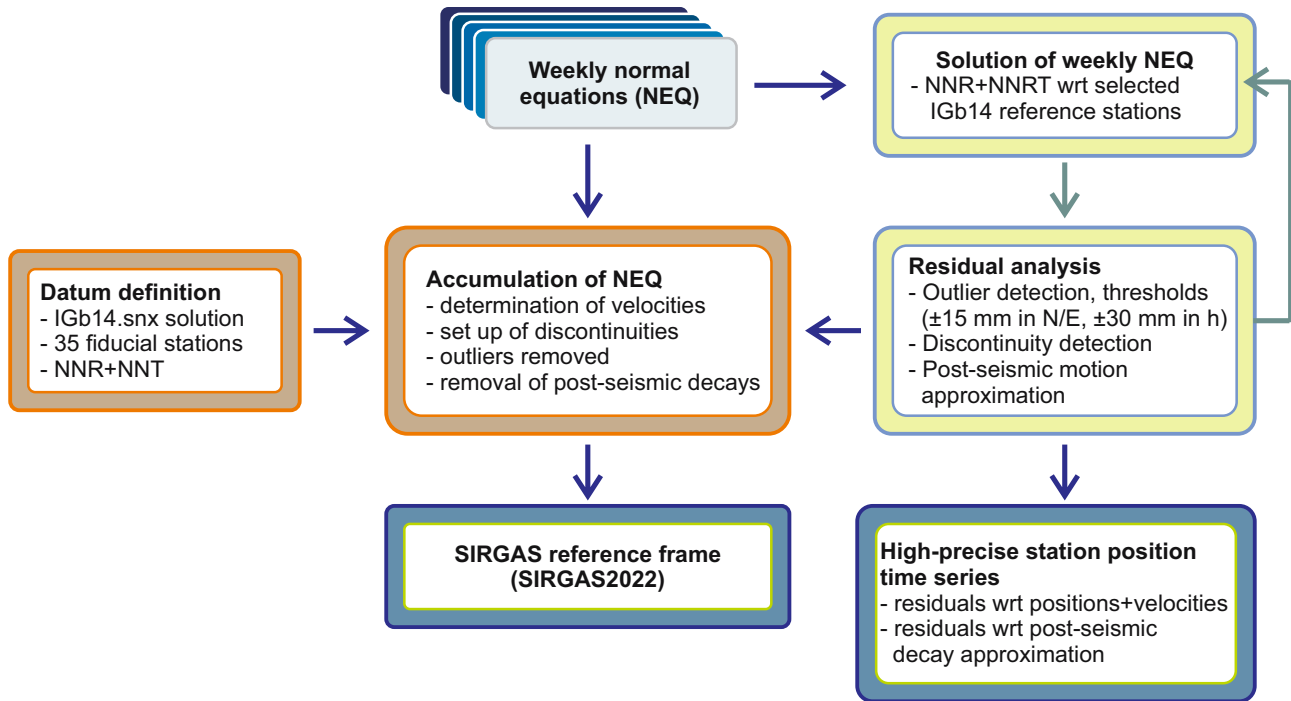 Weekly normal
equations (NEQ)
Solution of weekly NEQ
- NNR+NNRT wrt selected
IGb14 reference stations
Datum definition
- IGb14.snx solution
- 35 fiducial stations
- NNR+NNT
Accumulation of NEQ
- determination of velocities
- set up of discontinuities
- outliers removed
- removal of post-seismic decays
Residual analysis
- Outlier detection, thresholds
(±15 mm in N/E, ±30 mm in h)
- Discontinuity detection
- Post-seismic motion
approximation
SIRGAS reference frame
(SIRGAS2022)
High-precise station position
time series
- residuals wrt positions+velocities
- residuals wrt post-seismic
decay approximation